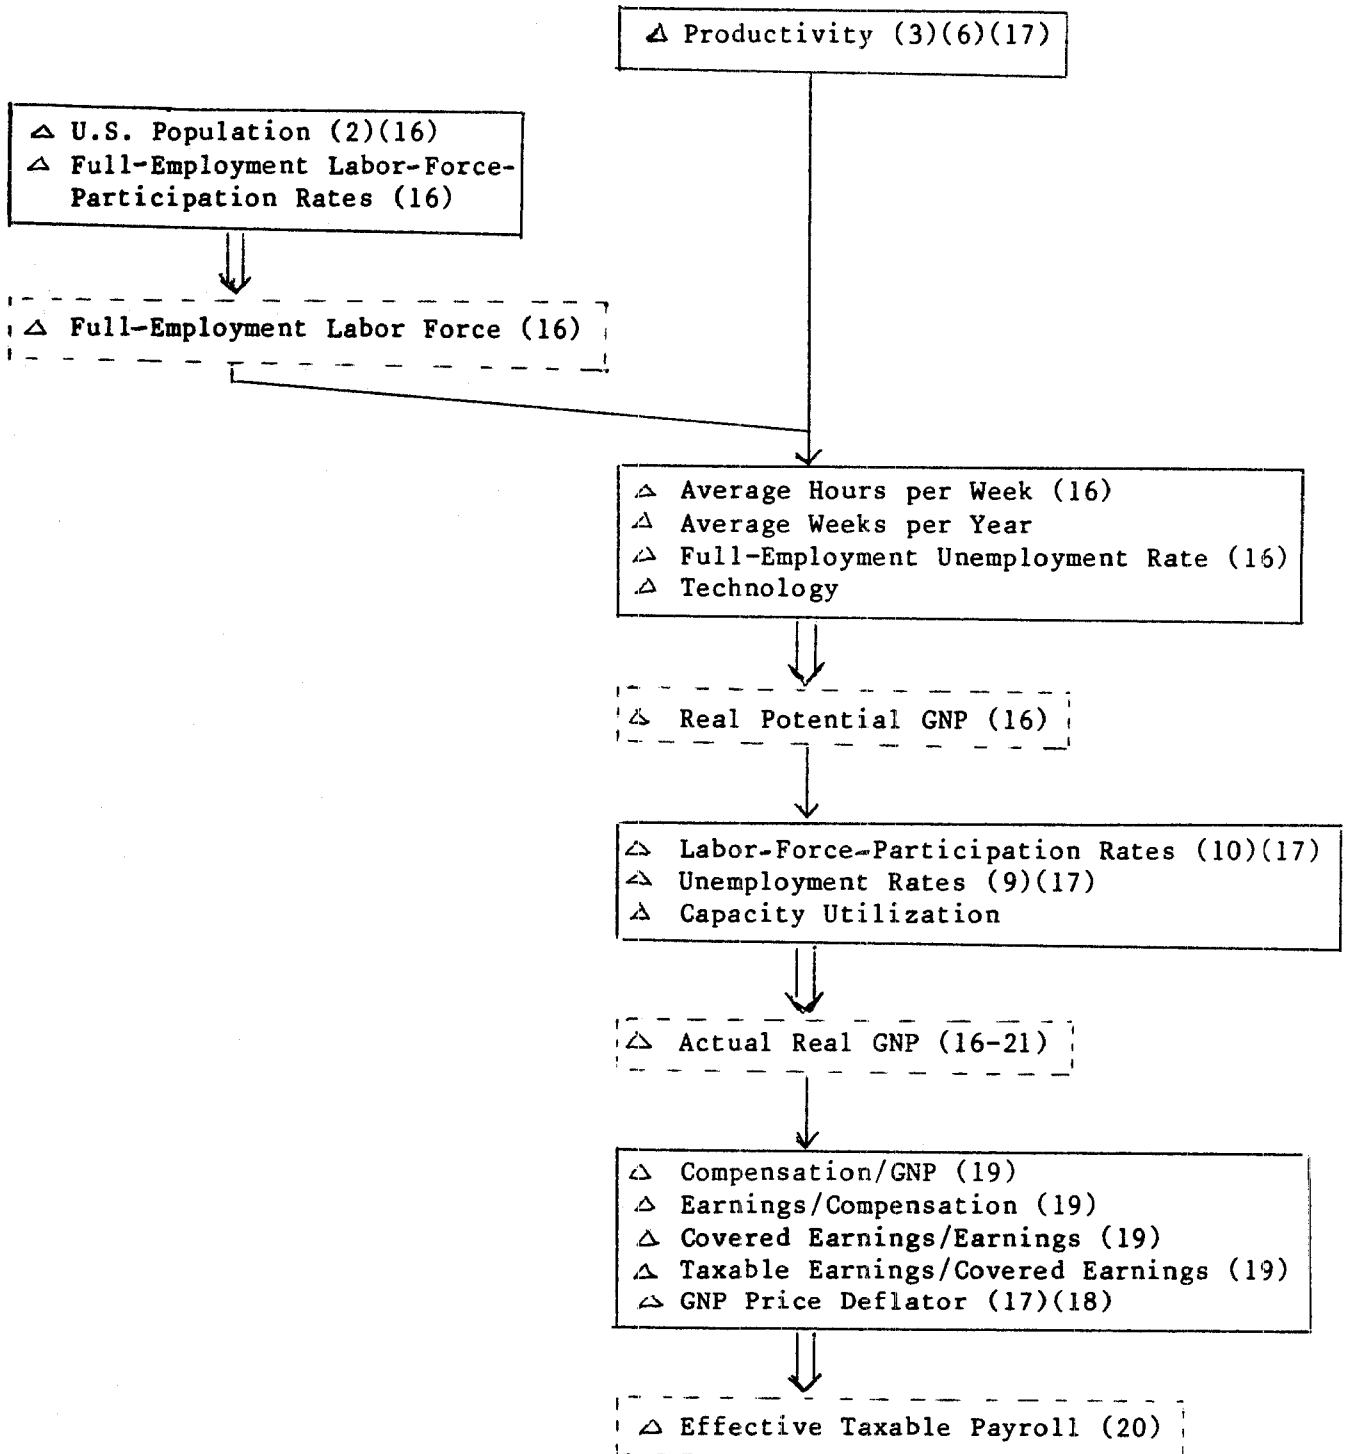 △ Productivity (3)(6)(17)
△ U.S. Population (2)(16)
△ Full-Employment Labor-Force-
Participation Rates (16)
△ Full-Employment Labor Force (16)
△ Average Hours per Week (16)
△ Average Weeks per Year
△ Full-Employment Unemployment Rate (16)
△ Technology
△ Real Potential GNP (16)
△ Labor-Force-Participation Rates (10)(17)
△ Unemployment Rates (9)(17)
△ Capacity Utilization
△ Actual Real GNP (16-21)
△ Compensation/GNP (19)
△ Earnings/Compensation (19)
△ Covered Earnings/Earnings (19)
△ Taxable Earnings/Covered Earnings (19)
△ GNP Price Deflator (17)(18)
△ Effective Taxable Payroll (20)